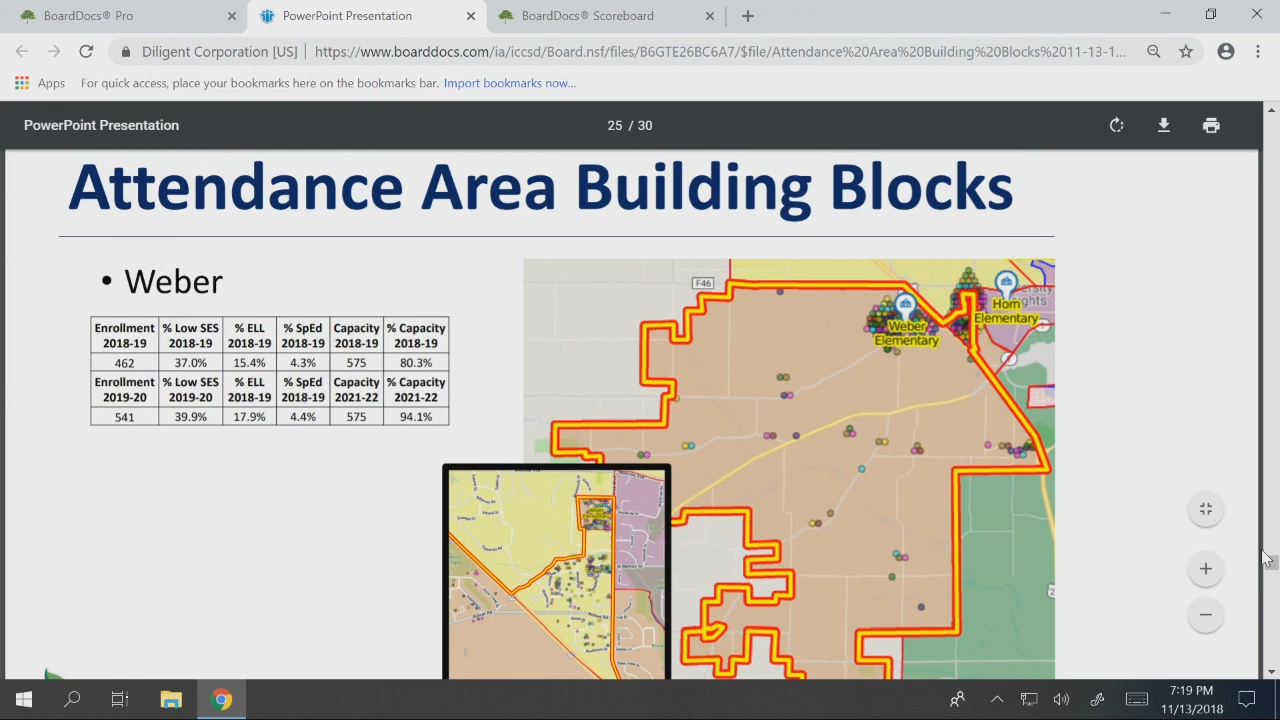 BoardDocs® Pro
PowerPoint Presentation
BoardDocs® Scoreboard
Diligent Corporation [US]
https://www.boarddocs.com/ia/iccsd/Board.nsf/files/B6GTE26BC6A7/$file/Attendance%20Area%20Building%20Blocks%2011-13-1...
Apps
For quick access, place your bookmarks here on the bookmarks bar. Import bookmarks now...
PowerPoint Presentation
25 / 30
Attendance Area Building Blocks
• Weber
Enrollment 2018-19 % Low SES 2018-19 % ELL 2018-19 % SpEd 2018-19 Capacity 2018-19 % Capacity 2018-19
462 37.0% 15.4% 4.3% 575 80.3%
Enrollment 2019-20 % Low SES 2019-20 % ELL 2018-19 % SpEd 2018-19 Capacity 2021-22 % Capacity 2021-22
541 39.9% 17.9% 4.4% 575 94.1%
F46
Weber
Elementary
Horn
Elementary
7:19 PM
11/13/2018